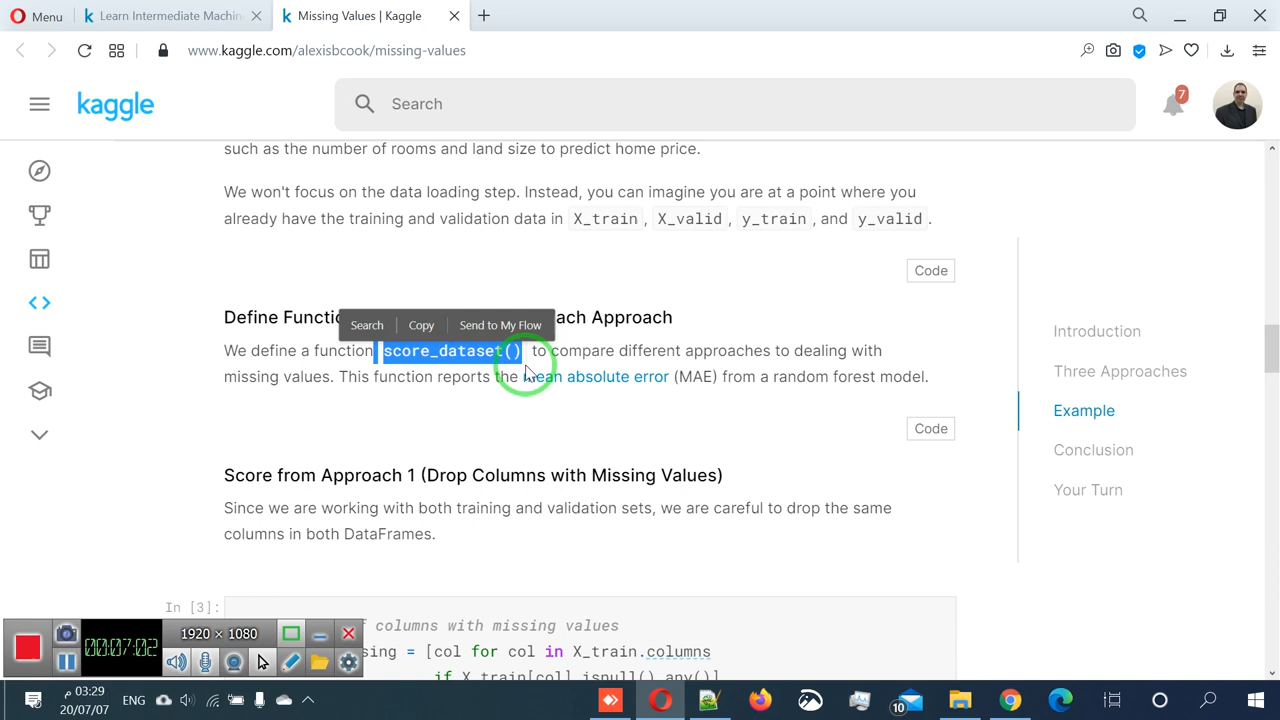 Menu
Learn Intermediate Machin
Missing Values | Kaggle
www.kaggle.com/alexisbcook/missing-values
kaggle
Search
7
such as the number of rooms and land size to predict home price.
We won't focus on the data loading step. Instead, you can imagine you are at a point where you
already have the training and validation data in X_train, X_valid, y_train, and y_valid.
Code
Define Functi
ach Approach
Search
Copy
Send to My Flow
We define a function score_dataset() to compare different approaches to dealing with
missing values. This function reports the mean absolute error (MAE) from a random forest model.
Code
Score from Approach 1 (Drop Columns with Missing Values)
Since we are working with both training and validation sets, we are careful to drop the same
columns in both DataFrames.
Introduction
Three Approaches
Example
Conclusion
Your Turn
In [3]:
columns with missing values
sing = [col for col in X_train.columns
if X_train[col].isnull().any()]
00:07:02
1920 × 1080
03:29 م
20/07/07
ENG
10